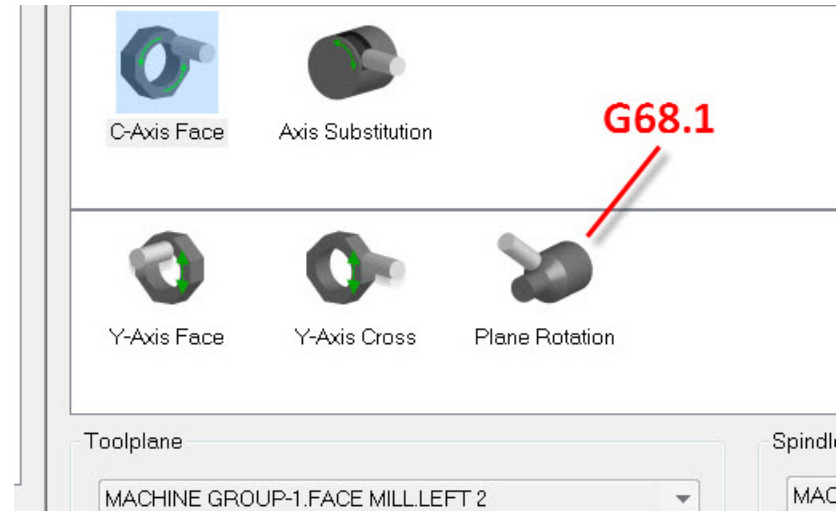 C-Axis Face
Axis Substitution
G68.1
Y-Axis Face
Y-Axis Cross
Plane Rotation
Toolplane
Spindl
MACHINE GROUP-1.FACE MILL.LEFT 2
MAC